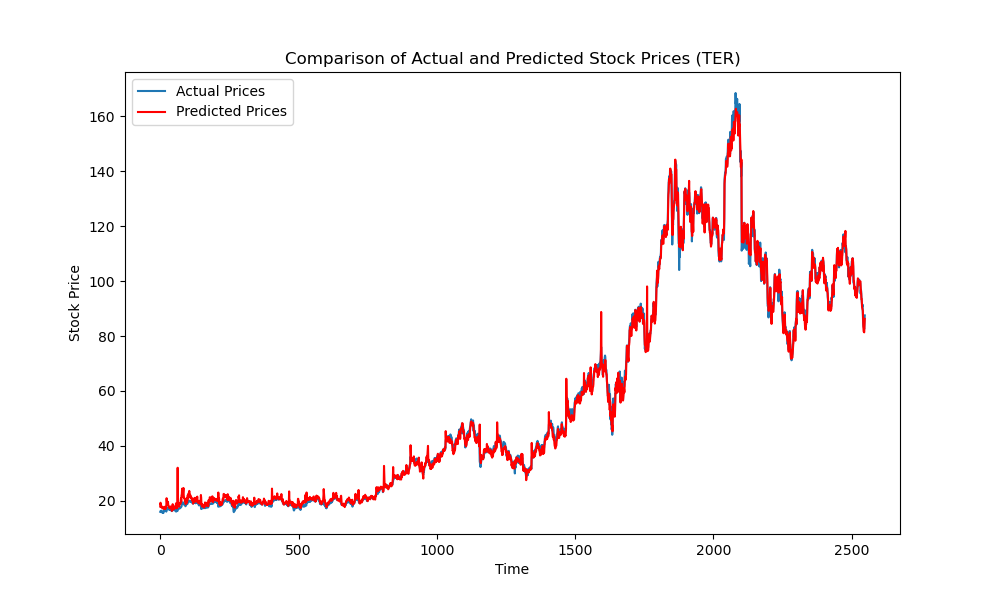 Comparison of Actual and Predicted Stock Prices (TER)
Actual Prices
Predicted Prices
160
140
120
100
80
60
40
20
Stock Price
0 500 1000 1500 2000 2500
Time